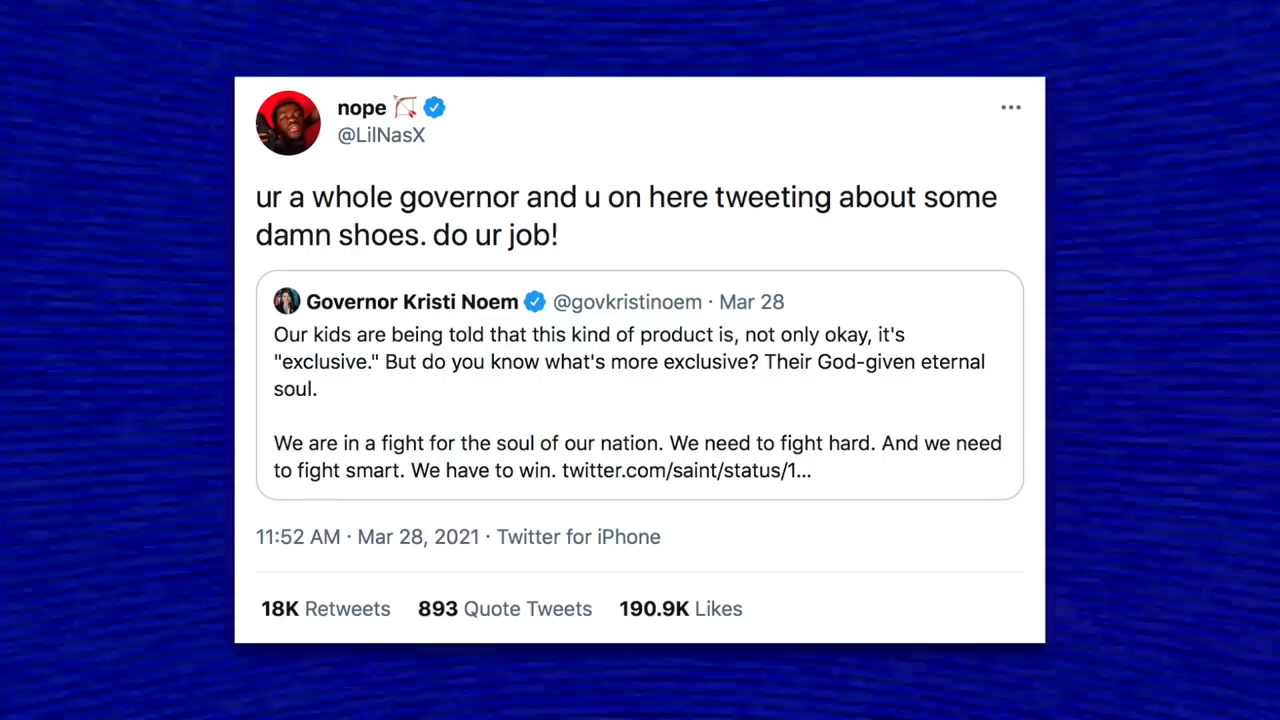 nope 🏹
@LilNasX
ur a whole governor and u on here tweeting about some
damn shoes. do ur job!
Governor Kristi Noem @govkristinoem · Mar 28
Our kids are being told that this kind of product is, not only okay, it's
"exclusive." But do you know what's more exclusive? Their God-given eternal
soul.
We are in a fight for the soul of our nation. We need to fight hard. And we need
to fight smart. We have to win. twitter.com/saint/status/1...
11:52 AM · Mar 28, 2021 · Twitter for iPhone
18K Retweets 893 Quote Tweets 190.9K Likes